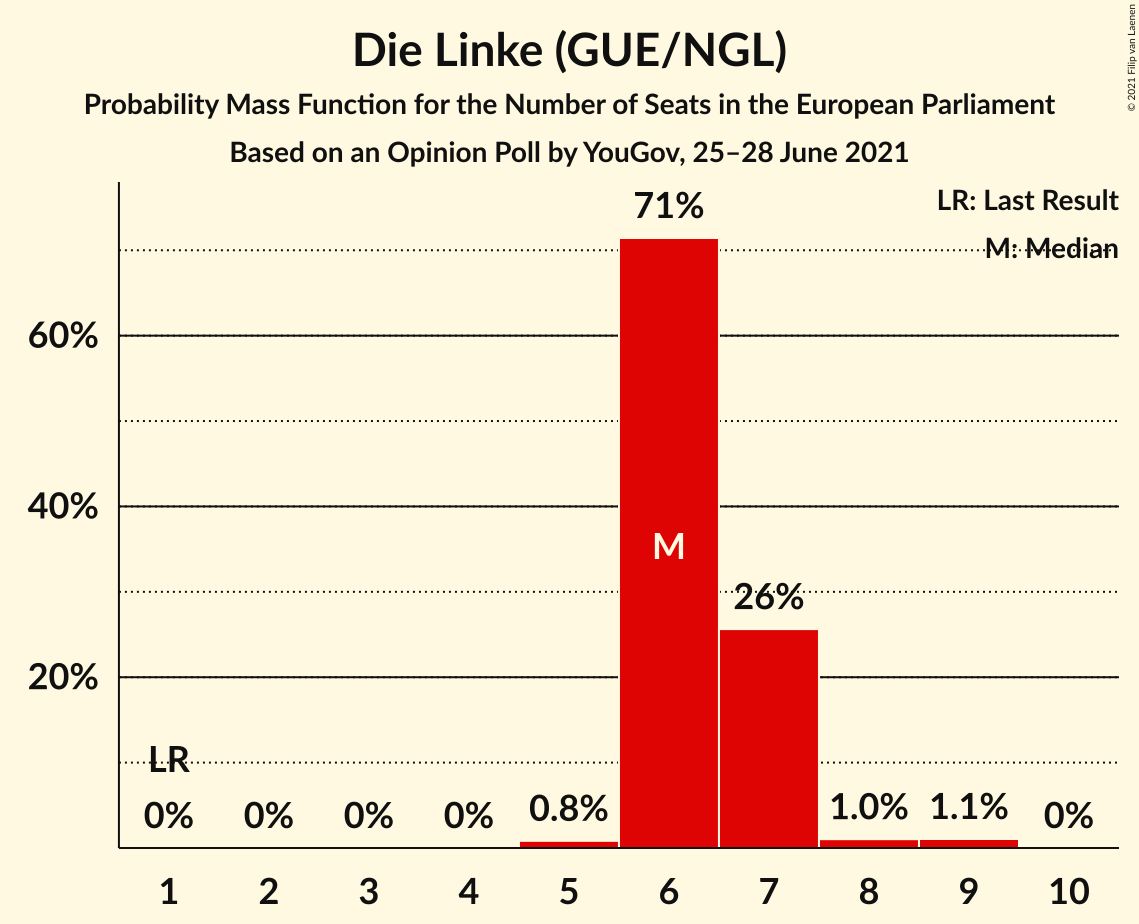 Die Linke (GUE/NGL)
Probability Mass Function for the Number of Seats in the European Parliament
Based on an Opinion Poll by YouGov, 25–28 June 2021
© 2021 Filip van Laenen
LR: Last Result
M: Median
71%
60%
40%
M
26%
20%
LR
0% 0% 0% 0% 0.8% 1.0% 1.1% 0%
1 2 3 4 5 6 7 8 9 10